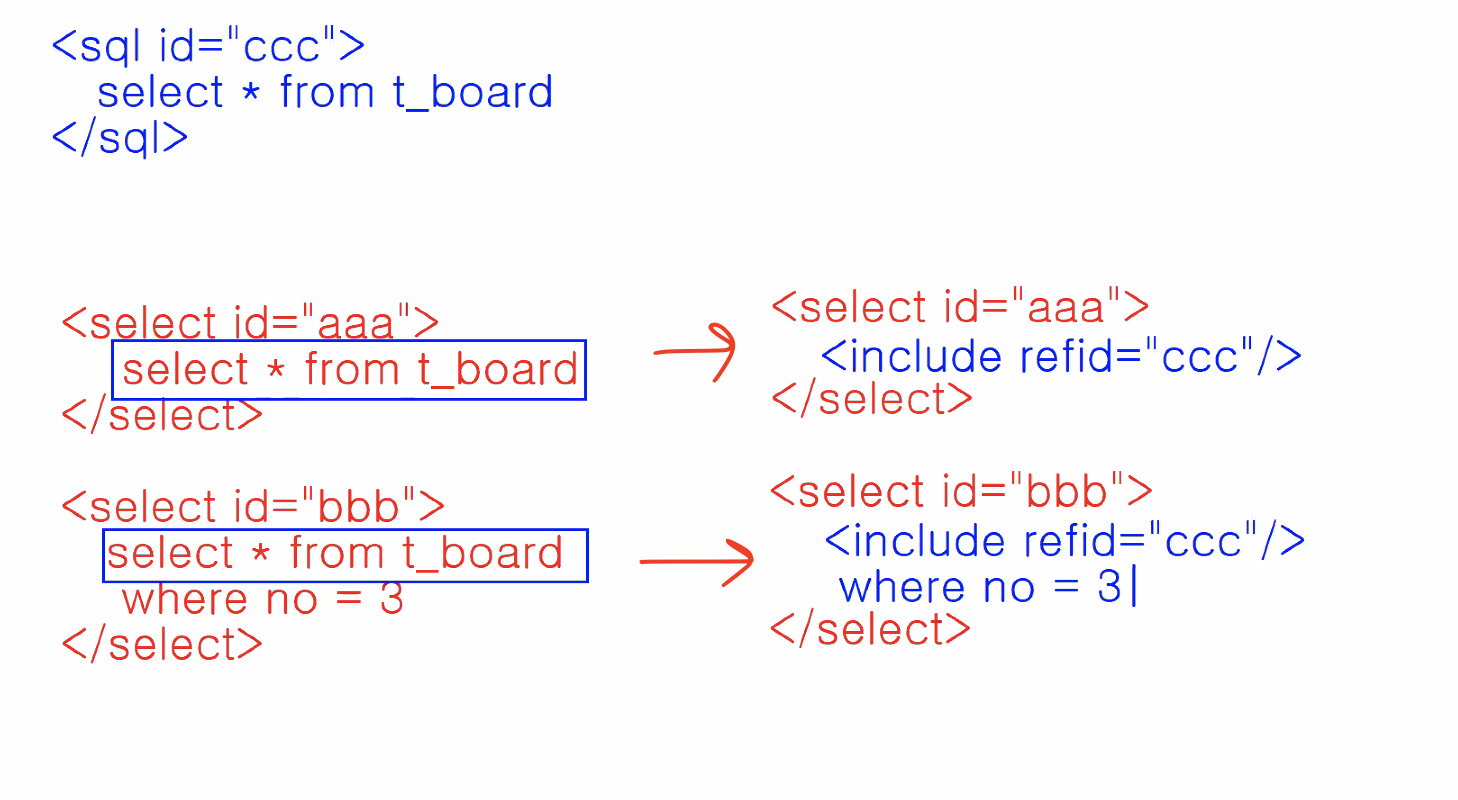 <sql id="ccc">
select * from t_board
</sql>
<select id="aaa">
select * from t_board
</select>
<select id="bbb">
select * from t_board
where no = 3
</select>
<select id="aaa">
<include refid="ccc"/>
</select>
<select id="bbb">
<include refid="ccc"/>
where no = 3
</select>